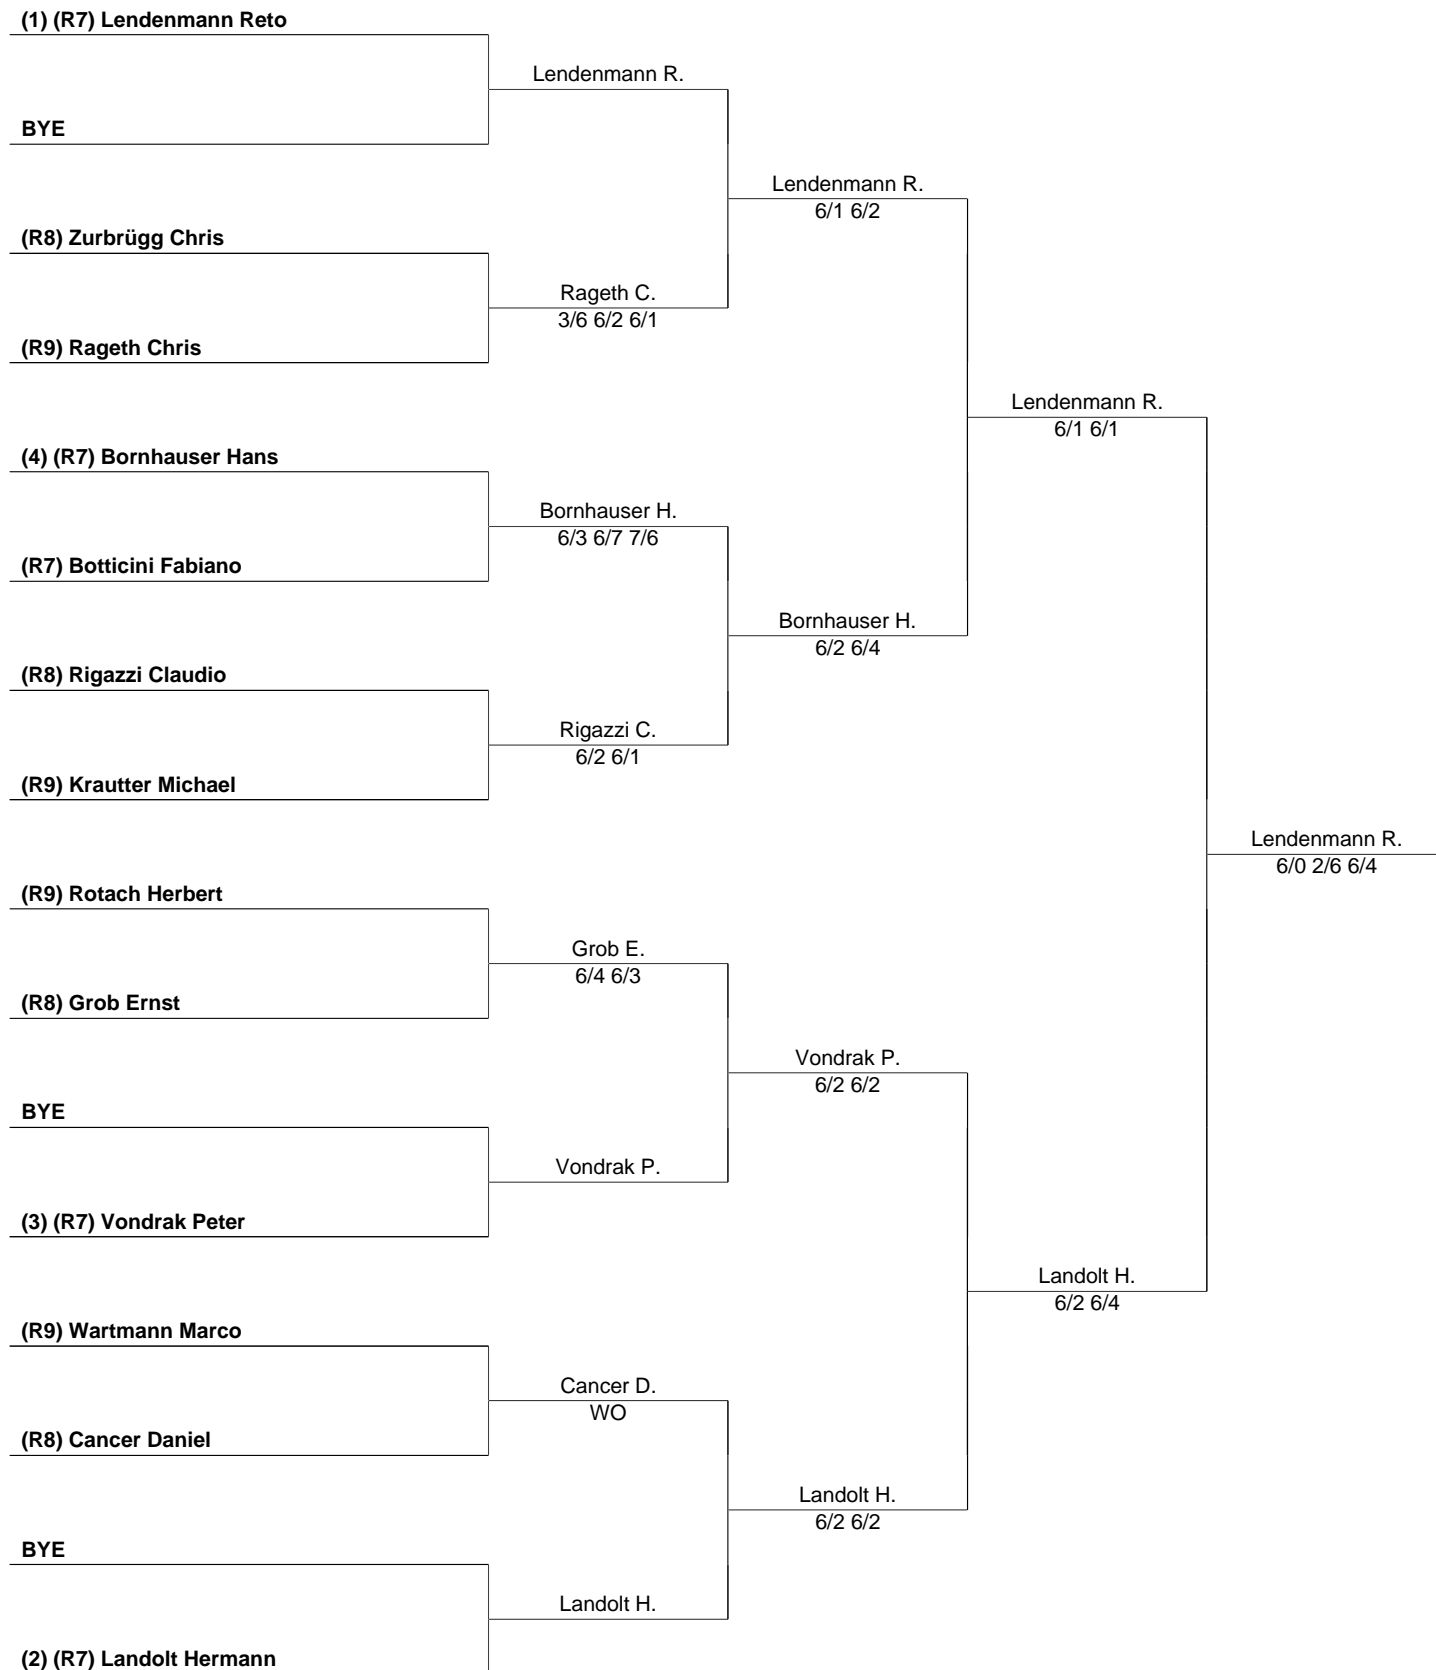 (1) (R7) Lendenmann Reto
Lendenmann R.
BYE
Lendenmann R.
6/1 6/2
(R8) Zurbrügg Chris
Rageth C.
3/6 6/2 6/1
(R9) Rageth Chris
Lendenmann R.
6/1 6/1
(4) (R7) Bornhauser Hans
Bornhauser H.
6/3 6/7 7/6
(R7) Botticini Fabiano
Bornhauser H.
6/2 6/4
(R8) Rigazzi Claudio
Rigazzi C.
6/2 6/1
(R9) Krautter Michael
Lendenmann R.
6/0 2/6 6/4
(R9) Rotach Herbert
Grob E.
6/4 6/3
(R8) Grob Ernst
Vondrak P.
6/2 6/2
BYE
Vondrak P.
(3) (R7) Vondrak Peter
Landolt H.
6/2 6/4
(R9) Wartmann Marco
Cancer D.
WO
(R8) Cancer Daniel
Landolt H.
6/2 6/2
BYE
Landolt H.
(2) (R7) Landolt Hermann